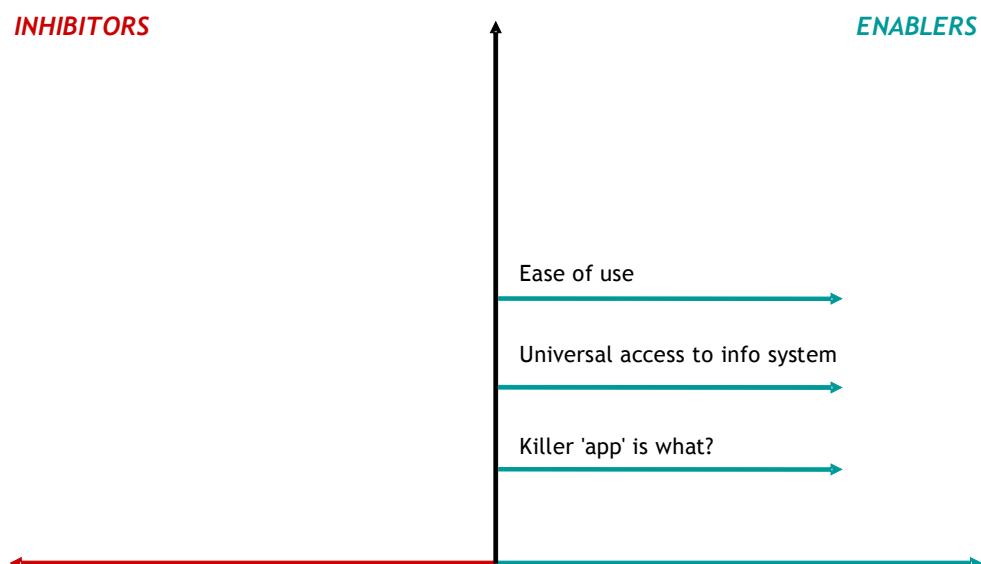 INHIBITORS
ENABLERS
Ease of use
Universal access to info system
Killer 'app' is what?